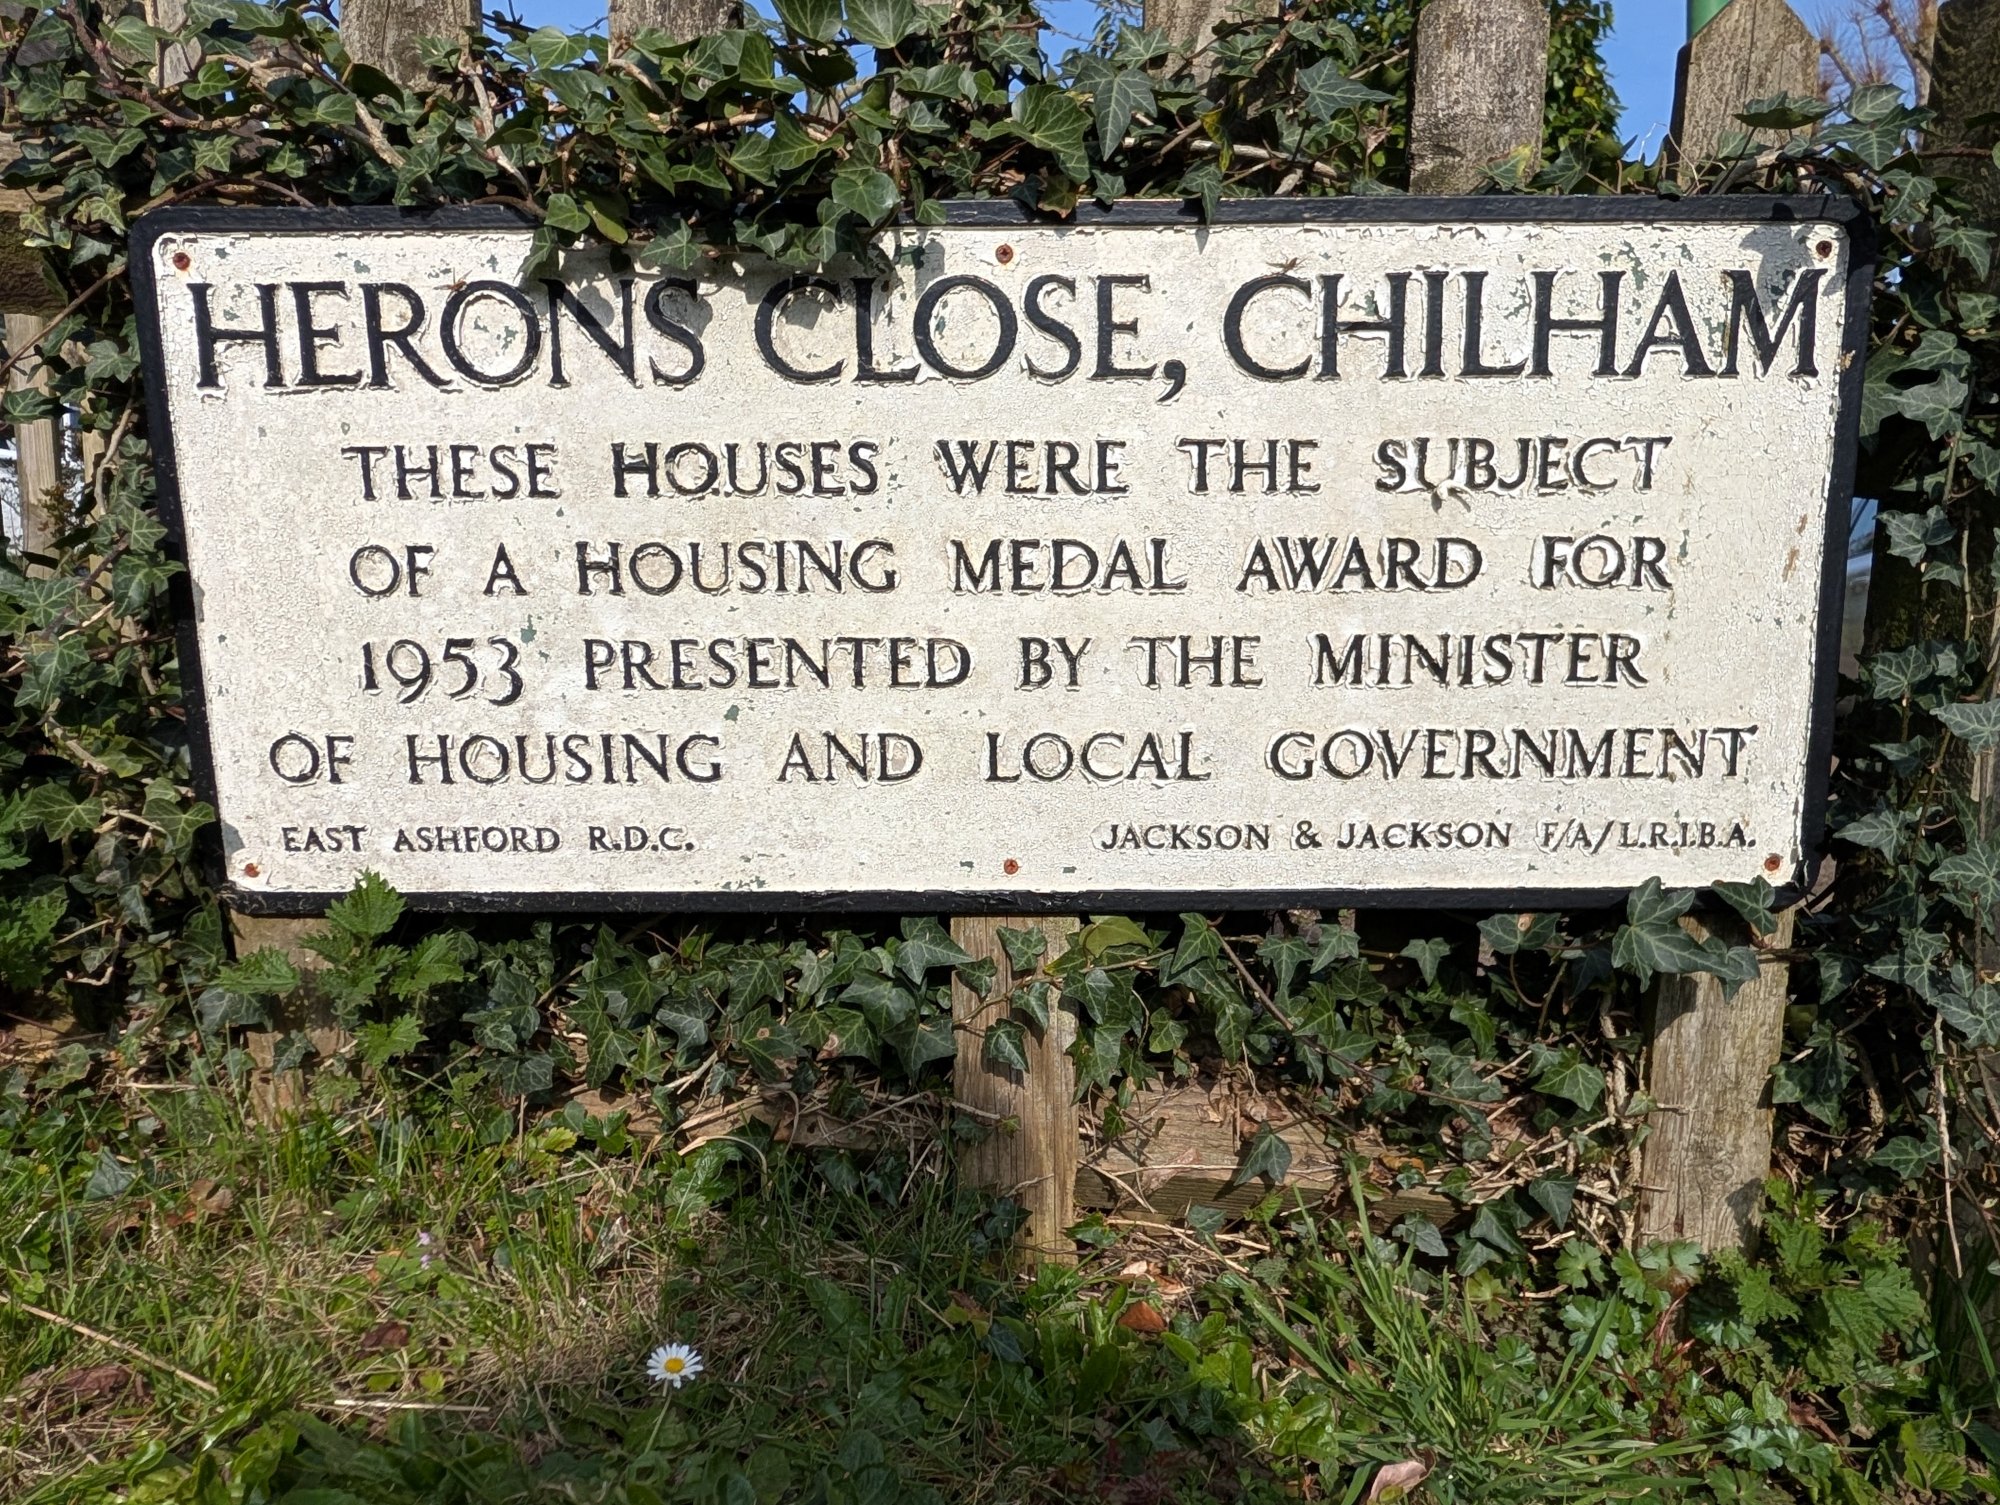 HERONS CLOSE, CHILHAM
THESE HOUSES WERE THE SUBJECT
OF A HOUSING MEDAL AWARD FOR
1953 PRESENTED BY THE MINISTER
OF HOUSING AND LOCAL GOVERNMENT
EAST ASHFORD R.D.C. JACKSON & JACKSON F/A/L.R.I.B.A.